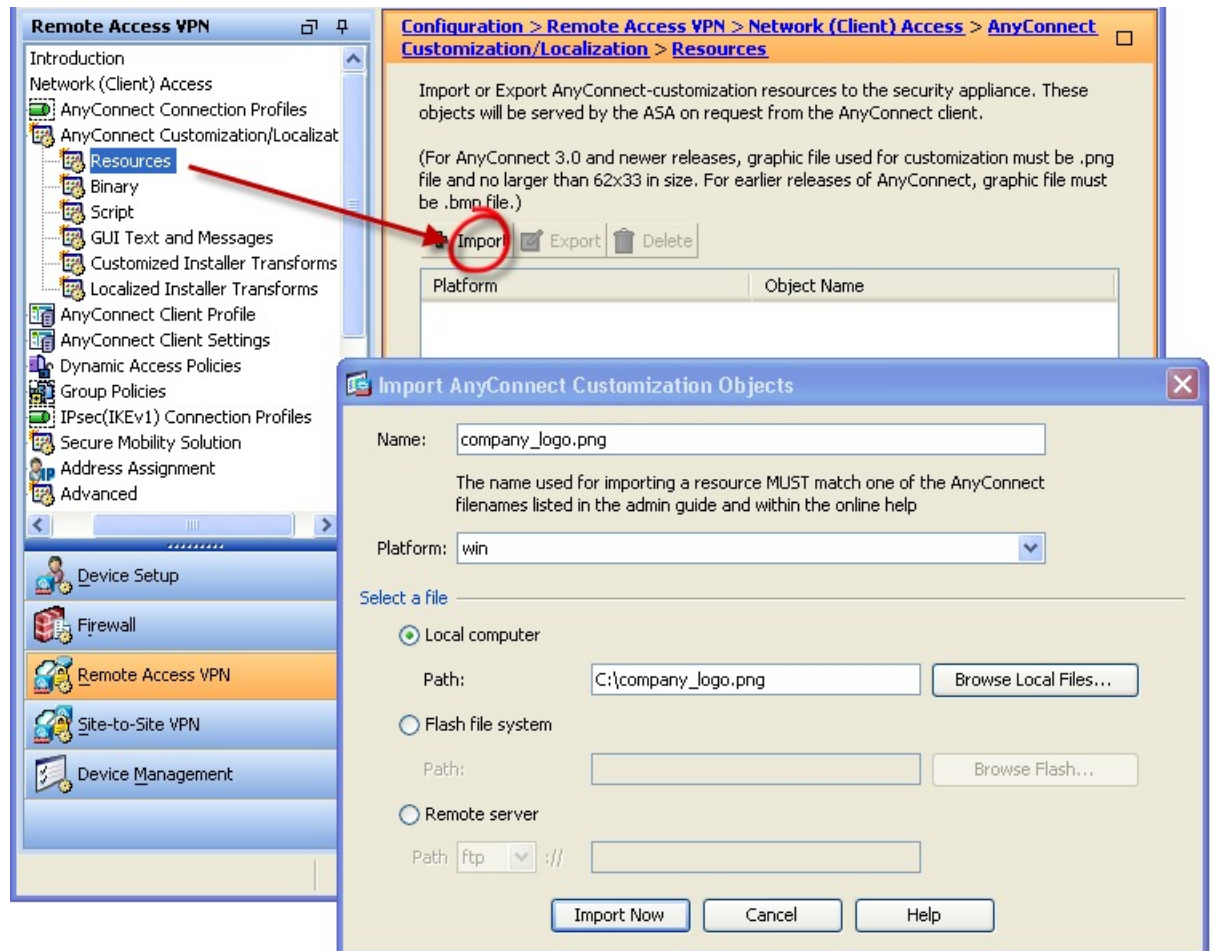 Remote Access VPN
Introduction
Network (Client) Access
AnyConnect Connection Profiles
AnyConnect Customization/Localizat
Resources
Binary
Script
GUI Text and Messages
Customized Installer Transforms
Localized Installer Transforms
AnyConnect Client Profile
AnyConnect Client Settings
Dynamic Access Policies
Group Policies
IPsec(IKEv1) Connection Profiles
Secure Mobility Solution
Address Assignment
Advanced
Device Setup
Firewall
Remote Access VPN
Site-to-Site VPN
Device Management
Configuration > Remote Access VPN > Network (Client) Access > AnyConnect
Customization/Localization > Resources
Import or Export AnyConnect-customization resources to the security appliance. These
objects will be served by the ASA on request from the AnyConnect client.
(For AnyConnect 3.0 and newer releases, graphic file used for customization must be .png
file and no larger than 62x33 in size. For earlier releases of AnyConnect, graphic file must
be .bmp file.)
Import Export Delete
Platform Object Name
Import AnyConnect Customization Objects
Name: company_logo.png
The name used for importing a resource MUST match one of the AnyConnect
filenames listed in the admin guide and within the online help
Platform: win
Select a file
Local computer
Path: C:\company_logo.png Browse Local Files...
Flash file system
Path: Browse Flash...
Remote server
Path ftp ://
Import Now Cancel Help